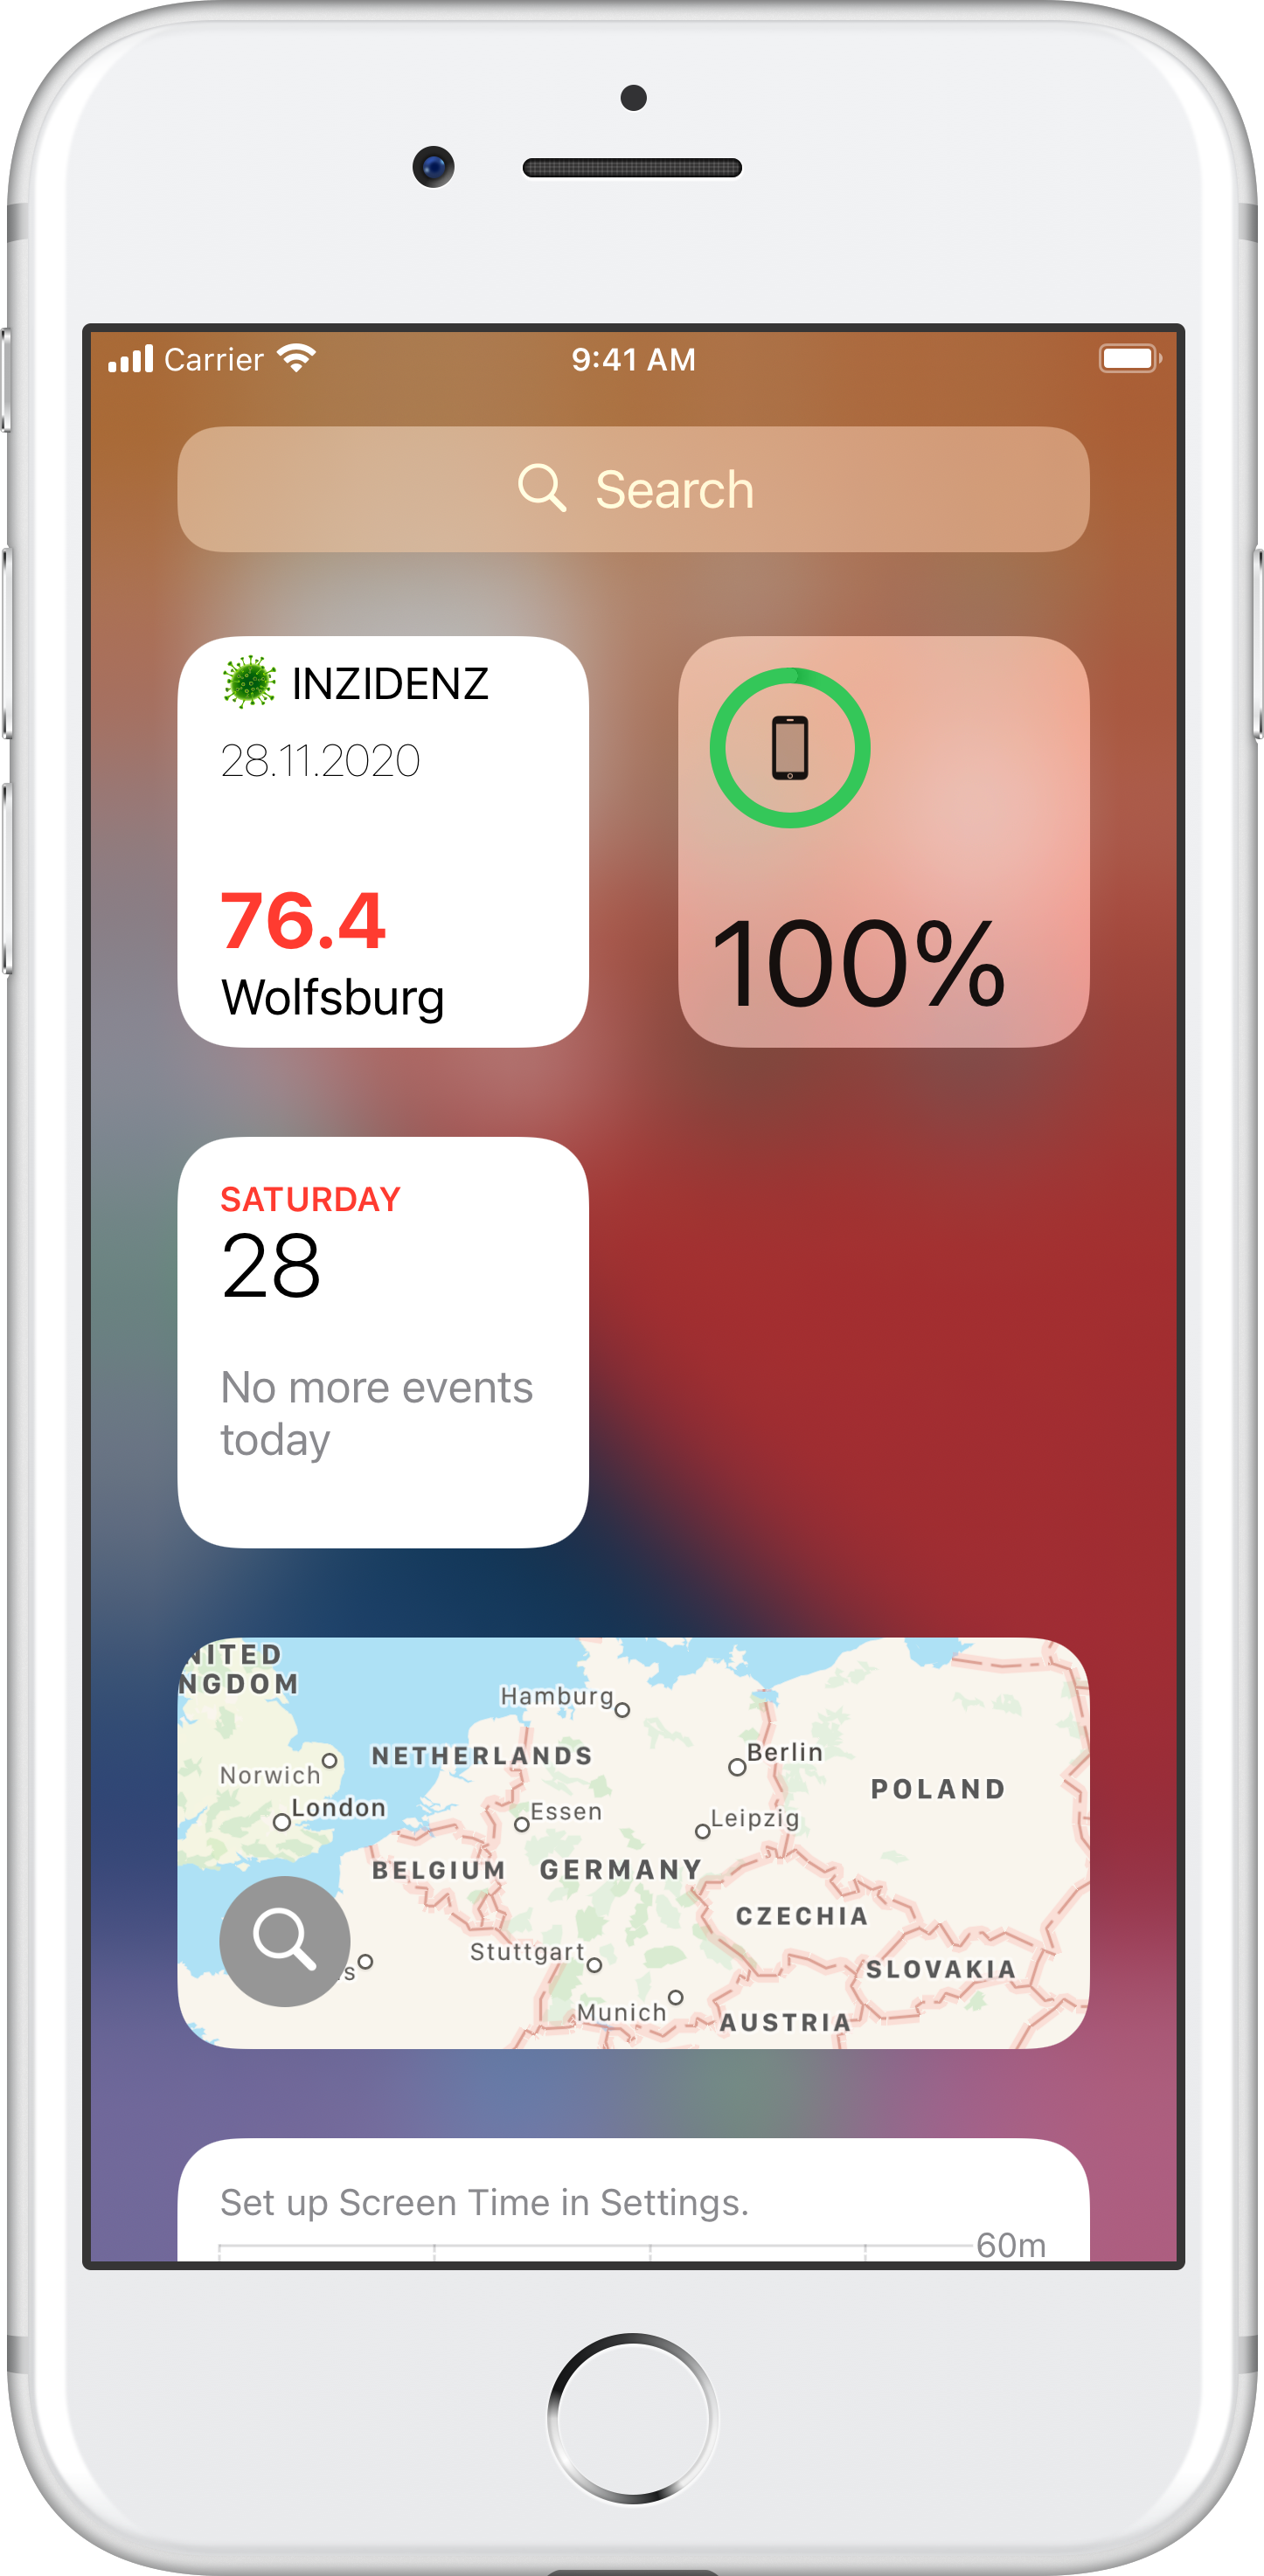 Carrier
9:41 AM
Search
INZIDENZ
28.11.2020
76.4
Wolfsburg
100%
SATURDAY
28
No more events
today
NITED
NGDOM
Hamburg
NETHERLANDS
Berlin
Norwich
POLAND
London
Essen
Leipzig
BELGIUM
GERMANY
CZECHIA
Stuttgart
s
SLOVAKIA
Munich
AUSTRIA
Set up Screen Time in Settings.
60m